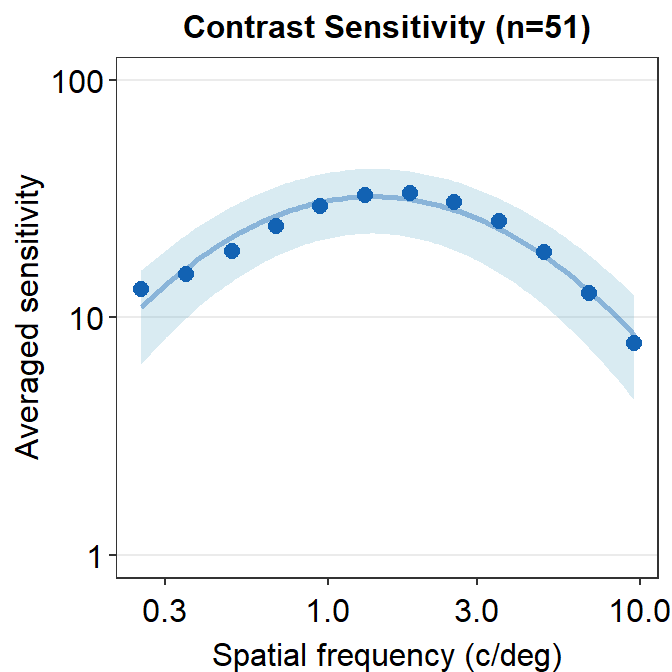 Contrast Sensitivity (n=51)
Averaged sensitivity
100
10
1
0.3 1.0 3.0 10.0
Spatial frequency (c/deg)